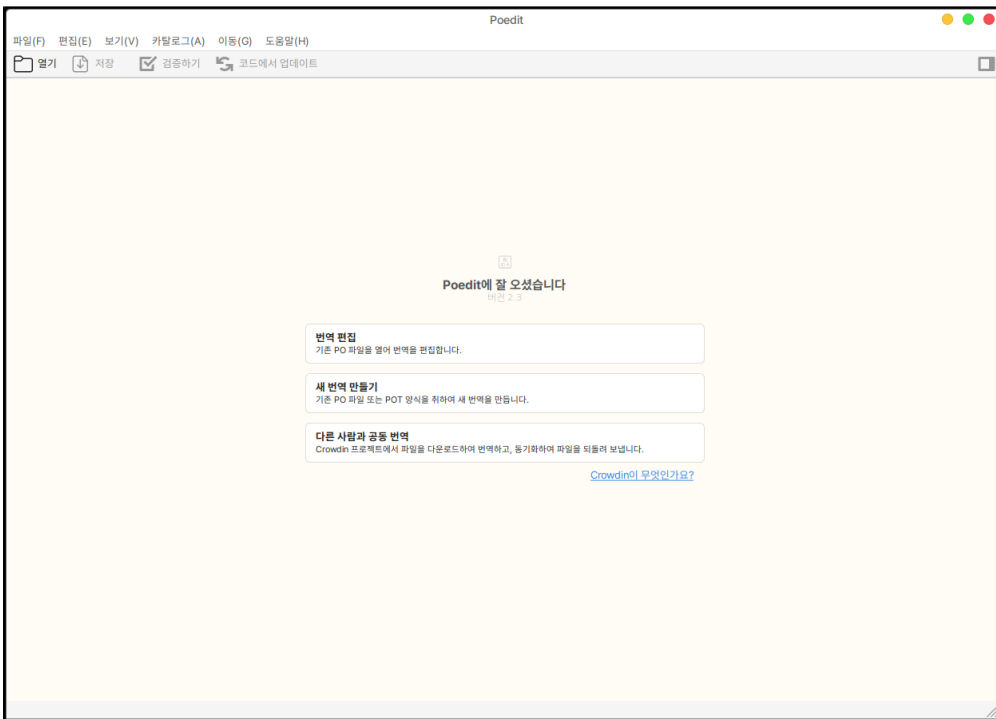 Poedit
파일(F) 편집(E) 보기(V) 카탈로그(A) 이동(G) 도움말(H)
열기 저장 검증하기 코드에서 업데이트
Poedit에 잘 오셨습니다
버전 2.3
번역 편집
기존 PO 파일을 열어 번역을 편집합니다.
새 번역 만들기
기존 PO 파일 또는 POT 양식을 취하여 새 번역을 만듭니다.
다른 사람과 공동 번역
Crowdin 프로젝트에서 파일을 다운로드하여 번역하고, 동기화하여 파일을 되돌려 보냅니다.
Crowdin이 무엇인가요?